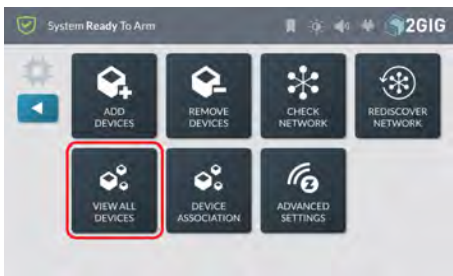 System Ready To Arm
2GIG
ADD
DEVICES
REMOVE
DEVICES
CHECK
NETWORK
REDISCOVER
NETWORK
VIEW ALL
DEVICES
DEVICE
ASSOCIATION
ADVANCED
SETTINGS